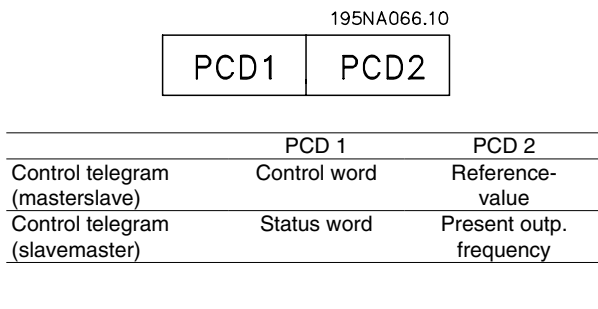 195NA066.10
PCD1 PCD2
PCD 1 PCD 2
Control telegram Control word Reference-
(masterslave) value
Control telegram Status word Present outp.
(slavemaster) frequency